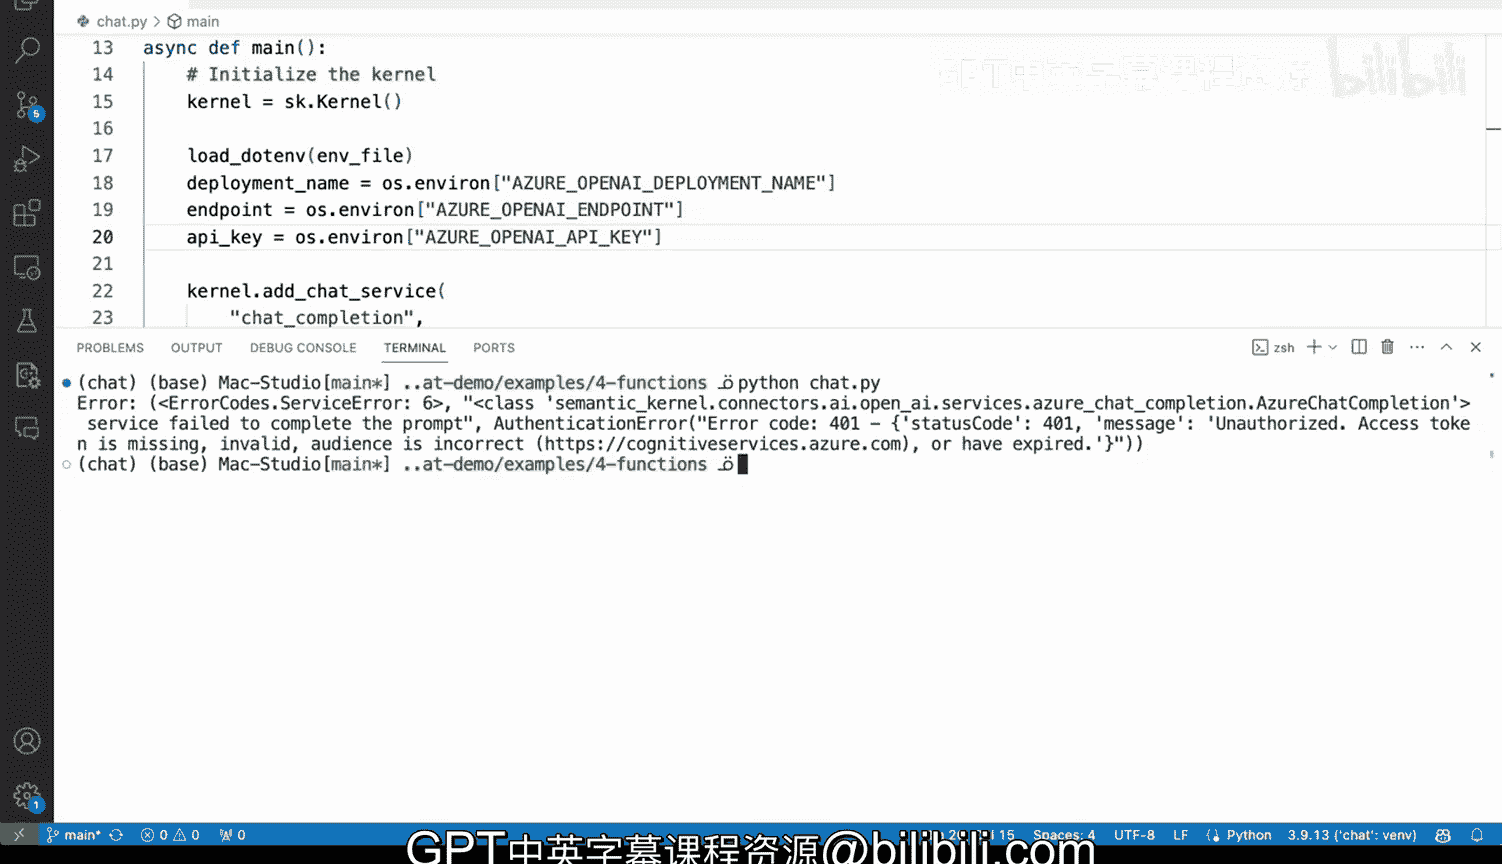 chat.py > main
13 async def main():
14 # Initialize the kernel
15 kernel = sk.Kernel()
16
17 load_dotenv(env_file)
18 deployment_name = os.environ["AZURE_OPENAI_DEPLOYMENT_NAME"]
19 endpoint = os.environ["AZURE_OPENAI_ENDPOINT"]
20 api_key = os.environ["AZURE_OPENAI_API_KEY"]
21
22 kernel.add_chat_service(
23 "chat_completion",
bilibili
5
PROBLEMS OUTPUT DEBUG CONSOLE TERMINAL PORTS zsh
(chat) (base) Mac-Studio[main*] ..at-demo/examples/4-functions python chat.py
Error: (<ErrorCodes.ServiceError: 6>, "<class 'semantic_kernel.connectors.ai.open_ai.services.azure_chat_completion.AzureChatCompletion'>
service failed to complete the prompt", AuthenticationError("Error code: 401 - {'statusCode': 401, 'message': 'Unauthorized. Access toke
n is missing, invalid, audience is incorrect (https://cognitiveservices.azure.com), or have expired.'}"))
(chat) (base) Mac-Studio[main*] ..at-demo/examples/4-functions
1
main* 0 0 0 15 Spaces: 4 UTF-8 LF Python 3.9.13 ('chat': venv)
GPT中英字幕课程资源@bilibili.com